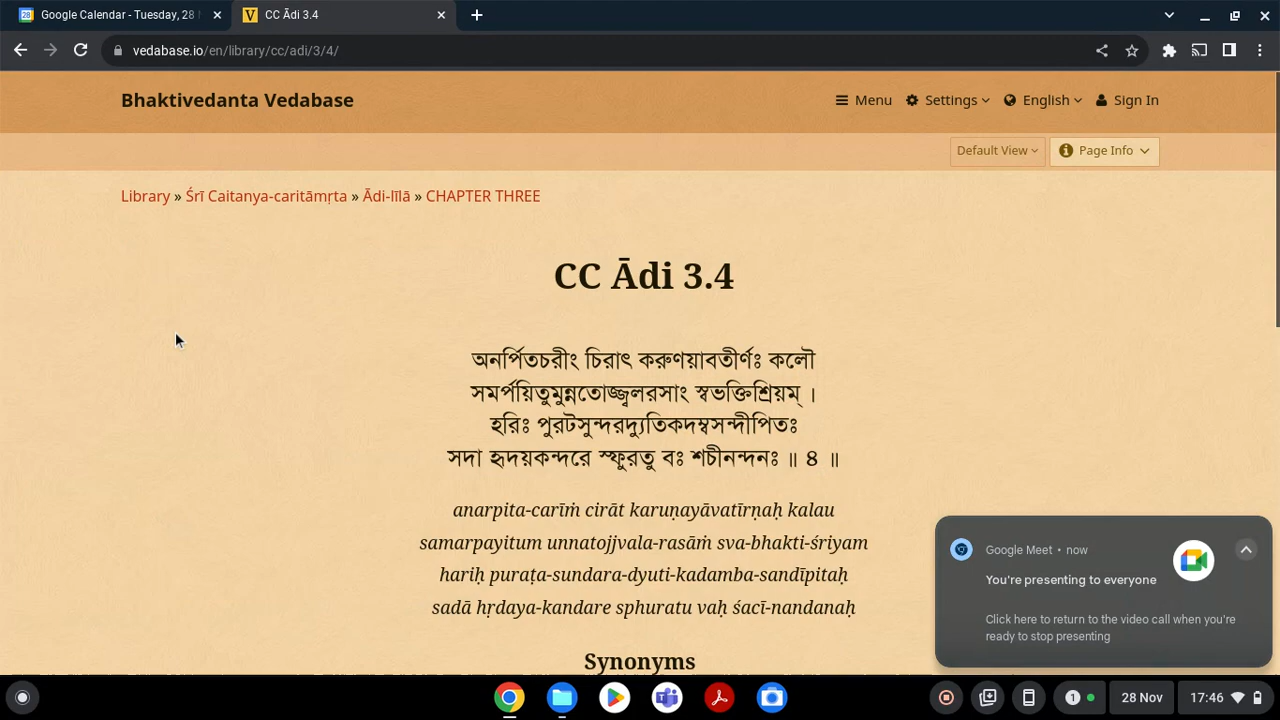 Google Calendar - Tuesday, 28
CC Ādi 3.4
vedabase.io/en/library/cc/adi/3/4/
Bhaktivedanta Vedabase
Menu
Settings
English
Sign In
Default View
Page Info
Library » Śrī Caitanya-caritāmṛta » Ādi-līlā » CHAPTER THREE
CC Ādi 3.4
অনর্পিতচরীং চিরাৎ করুণয়াবতীর্ণঃ কলৌ
সমর্পয়িতুমুন্নতোজ্জ্বলরসাং স্বভক্তিশ্রিয়ম্ ।
হরিঃ পুরটসুন্দরদ্যুতিকদম্বসন্দীপিতঃ
সদা হৃদয়কন্দরে স্ফুরতু বঃ শচীনন্দনঃ ॥ ৪ ॥
anarpita-carīṁ cirāt karuṇayāvatīrṇaḥ kalau
samarpayitum unnatojjvala-rasāṁ sva-bhakti-śriyam
hariḥ puraṭa-sundara-dyuti-kadamba-sandīpitaḥ
sadā hṛdaya-kandare sphuratu vaḥ śacī-nandanaḥ
Synonyms
Google Meet • now
You're presenting to everyone
Click here to return to the video call when you're
ready to stop presenting
1
28 Nov
17:46